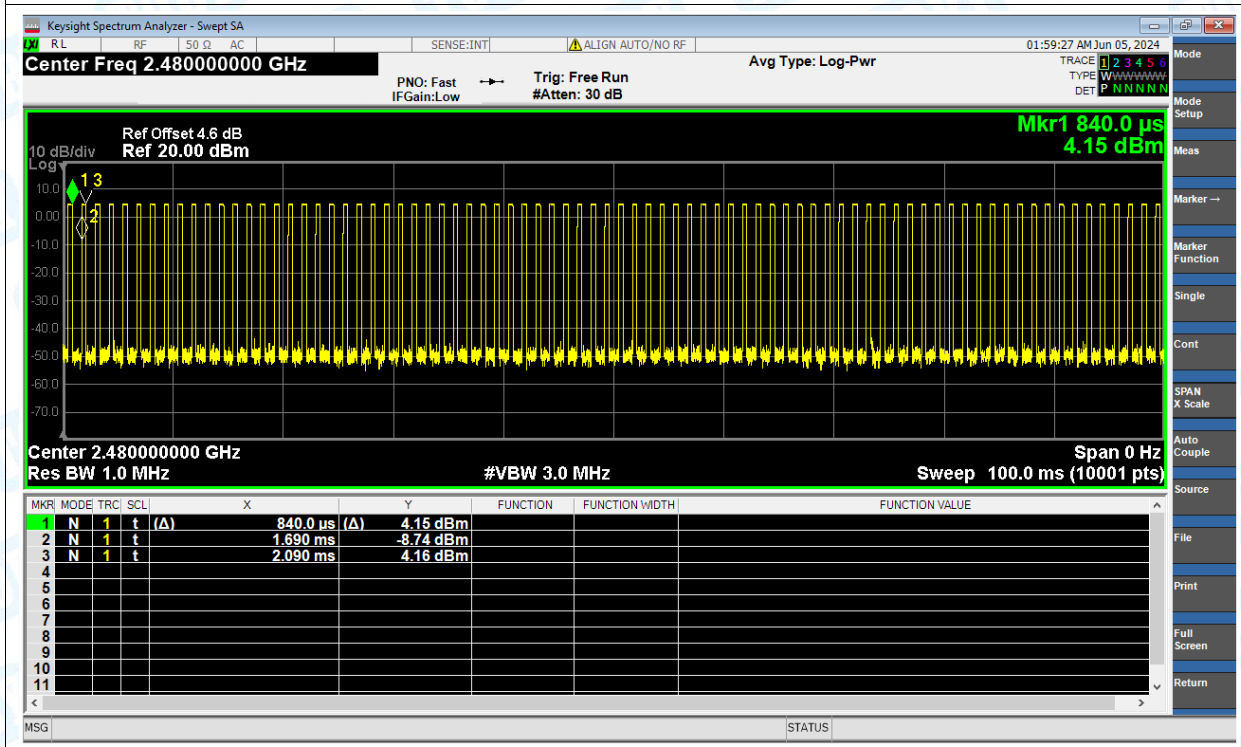 Keysight Spectrum Analyzer - Swept SA
LXI RL RF 50 Ω AC SENSE:INT ALIGN AUTO/NO RF 01:59:27 AM Jun 05, 2024
Center Freq 2.480000000 GHz Avg Type: Log-Pwr TRACE 1 2 3 4 5 6
PNO: Fast Trig: Free Run TYPE WWWWWW
IFGain:Low #Atten: 30 dB DET P N N N N N
Mkr1 840.0 µs
4.15 dBm
Ref Offset 4.6 dB
10 dB/div Ref 20.00 dBm
Log
10.0
0.00
-10.0
-20.0
-30.0
-40.0
-50.0
-60.0
-70.0
1 3
2
Center 2.480000000 GHz Span 0 Hz
Res BW 1.0 MHz #VBW 3.0 MHz Sweep 100.0 ms (10001 pts)
MKR MODE TRC SCL X Y FUNCTION FUNCTION WIDTH FUNCTION VALUE
1 N 1 t (Δ) 840.0 µs (Δ) 4.15 dBm
2 N 1 t 1.690 ms -8.74 dBm
3 N 1 t 2.090 ms 4.16 dBm
4
5
6
7
8
9
10
11
MSG STATUS
Mode
Mode
Setup
Meas
Marker →
Marker
Function
Single
Cont
SPAN
X Scale
Auto
Couple
Source
File
Print
Full
Screen
Return